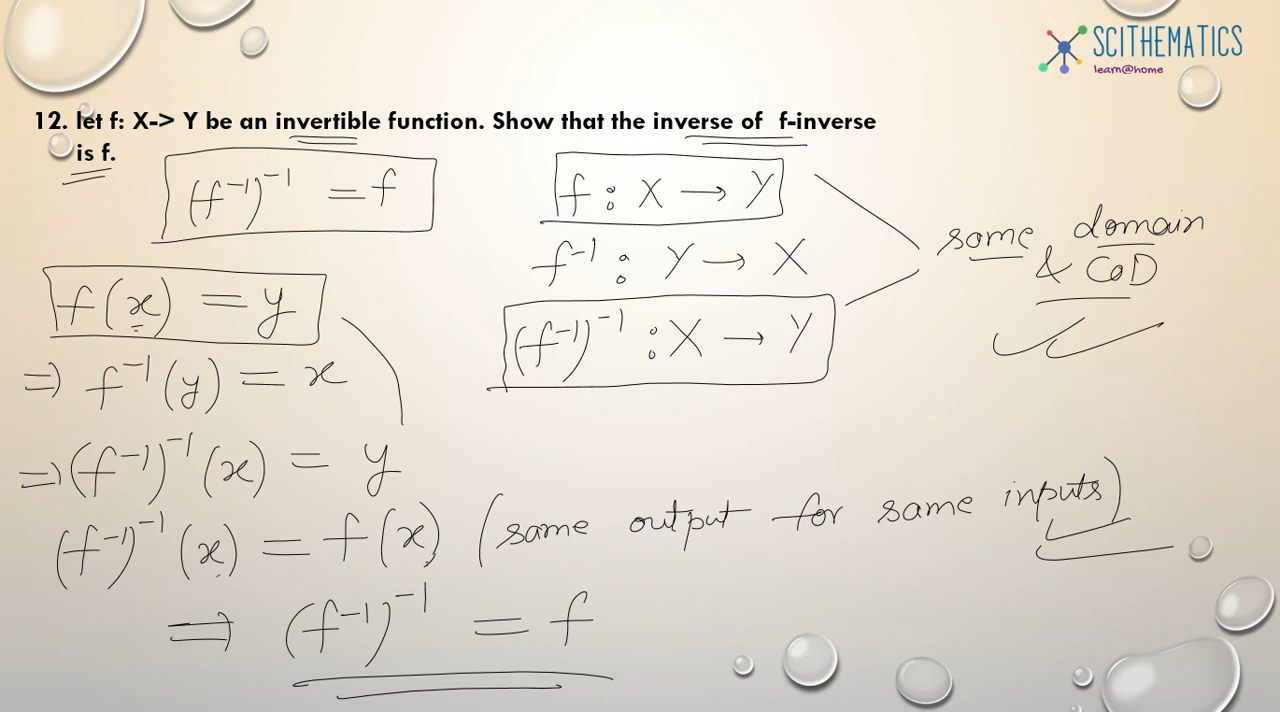 SCITHEMATICS
learn@home
12. let f: X-> Y be an invertible function. Show that the inverse of f-inverse
is f.
(f⁻¹)⁻¹ = f
f : X → Y
f⁻¹ : Y → X
(f⁻¹)⁻¹ : X → Y
same domain
& CoD
f(x) = y
⇒ f⁻¹(y) = x
⇒ (f⁻¹)⁻¹(x) = y
(f⁻¹)⁻¹(x) = f(x) (same output for same inputs)
⇒ (f⁻¹)⁻¹ = f